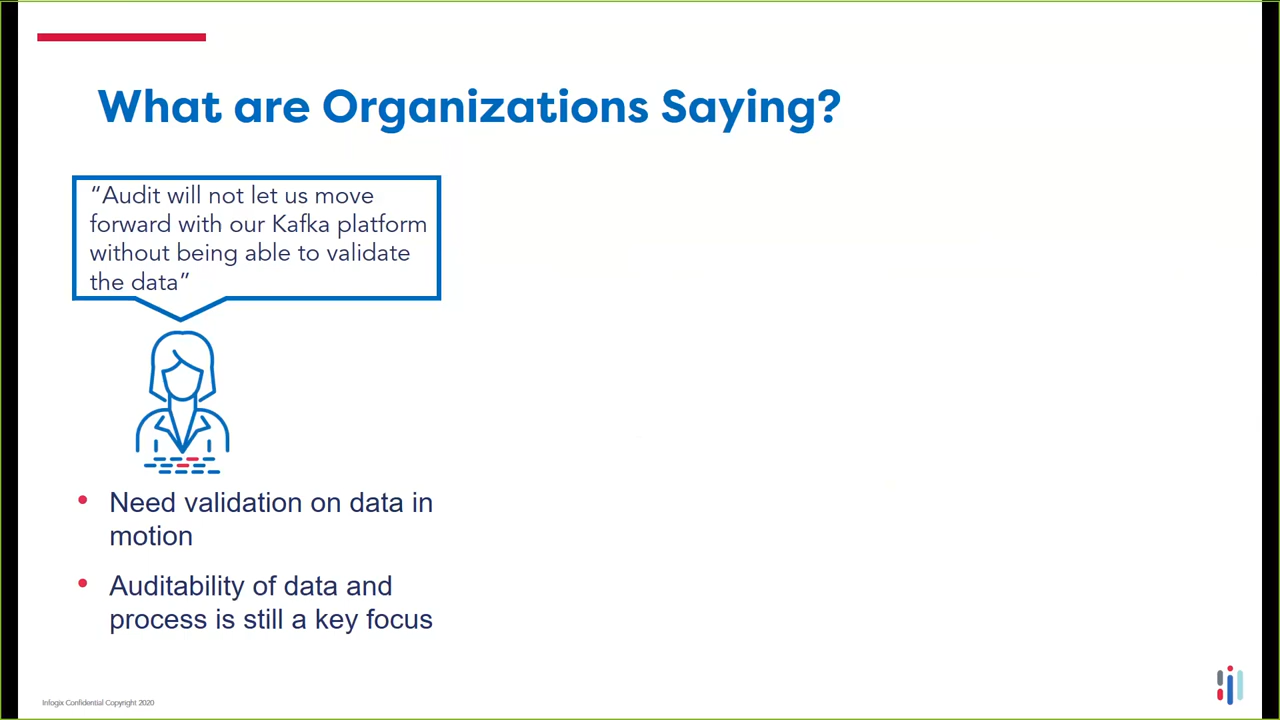 What are Organizations Saying?
“Audit will not let us move
forward with our Kafka platform
without being able to validate
the data”
• Need validation on data in
motion
• Auditability of data and
process is still a key focus
Infogix Confidential Copyright 2020